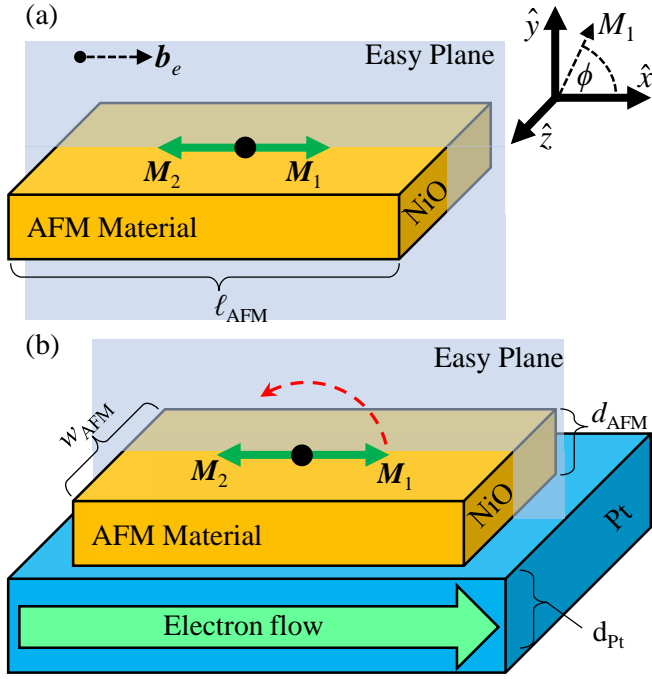 (a)
b_e
Easy Plane
ŷ
M_1
ϕ
x̂
ẑ
M_2
M_1
NiO
AFM Material
ℓ_AFM
(b)
Easy Plane
w_AFM
d_AFM
M_2
M_1
NiO
Pt
AFM Material
Electron flow
d_Pt